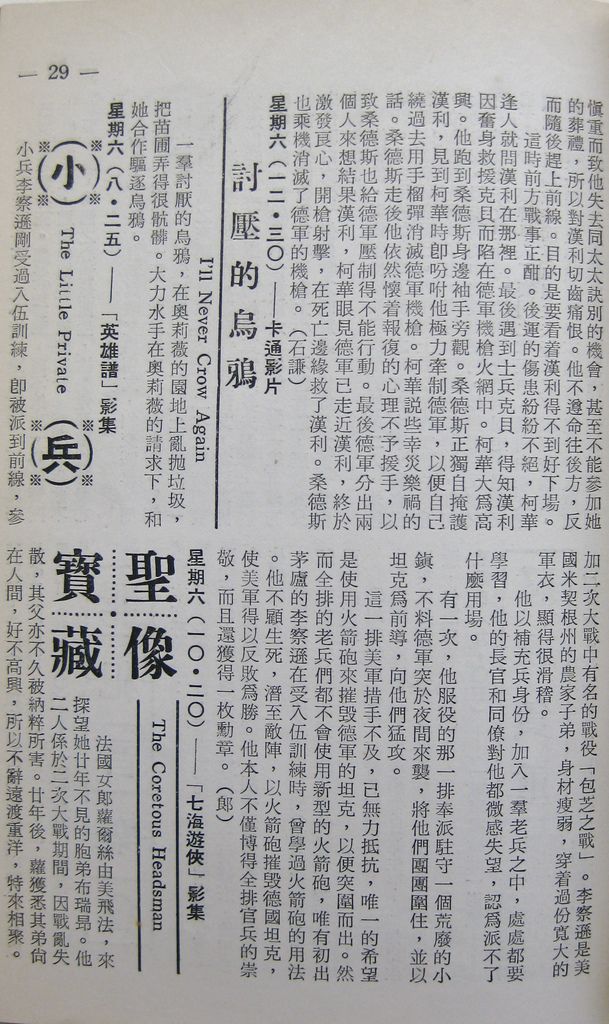 — 29 —
慎重而致他失去同太太訣別的機會，甚至不能參加她
的葬禮，所以對漢利切齒痛恨。他不遵命往後方，反
而隨後趕上前線。目的是要看着漢利得不到好下場。
這時前方戰事正酣。後運的傷患紛紛不絕，柯華
逢人就問漢利在那裡。最後遇到士兵克貝，得知漢利
因奮身救援克貝而陷在德軍機槍火網中。柯華大爲高
興。他跑到桑德斯身邊袖手旁觀。桑德斯正獨自掩護
漢利，見到柯華時卽吩咐他極力牽制德軍，以便自己
繞過去用手榴彈消滅德軍機槍。柯華說些幸災樂禍的
話。桑德斯走後他依然懷着報復的心理不予援手，以
致桑德斯也給德軍壓制得不能行動。最後德軍分出兩
個人來想結果漢利，柯華眼見德軍已走近漢利，終於
激發良心，開槍射擊，在死亡邊緣救了漢利。桑德斯
也乘機消滅了德軍的機槍。（石謙）
星期六（一二·三〇）——卡通影片
討壓的烏鴉
I'll Never Crow Again
一羣討厭的烏鴉，在奧莉薇的園地上亂拋垃圾，
把苗圃弄得很骯髒。大力水手在奧莉薇的請求下，和
她合作驅逐烏鴉。
星期六（八·二五）——「英雄譜」影集
（小） The Little Private （兵）
小兵李察遜剛受過入伍訓練，卽被派到前線，參
加二次大戰中有名的戰役「包芝之戰」。李察遜是美
國米契根州的農家子弟，身材瘦弱，穿着過份寬大的
軍衣，顯得很滑稽。
他以補充兵身份，加入一羣老兵之中，處處都要
學習，他的長官和同僚對他都微感失望，認爲派不了
什麼用場。
有一次，他服役的那一排奉派駐守一個荒廢的小
鎭，不料德軍突於夜間來襲，將他們團團圍住，並以
坦克爲前導，向他們猛攻。
這一排美軍措手不及，已無力抵抗，唯一的希望
是使用火箭砲來摧毀德軍的坦克，以便突圍而出。然
而全排的老兵們都不會使用新型的火箭砲，唯有初出
茅廬的李察遜在受入伍訓練時，曾學過火箭砲的用法
。他不顧生死，潛至敵陣，以火箭砲摧毀德國坦克，
使美軍得以反敗爲勝。他本人不僅博得全排官兵的崇
敬，而且還獲得一枚勳章。（郎）
星期六（一〇·二〇）——「七海遊俠」影集
聖像寶藏
The Coretous Headsman
法國女郎蘿爾絲由美飛法，來
探望她廿年不見的胞弟布瑞昻。他
二人係於二次大戰期間，因戰亂失
散，其父亦不久被納粹所害。廿年後，蘿獲悉其弟尙
在人間，好不高興，所以不辭遠渡重洋，特來相聚。